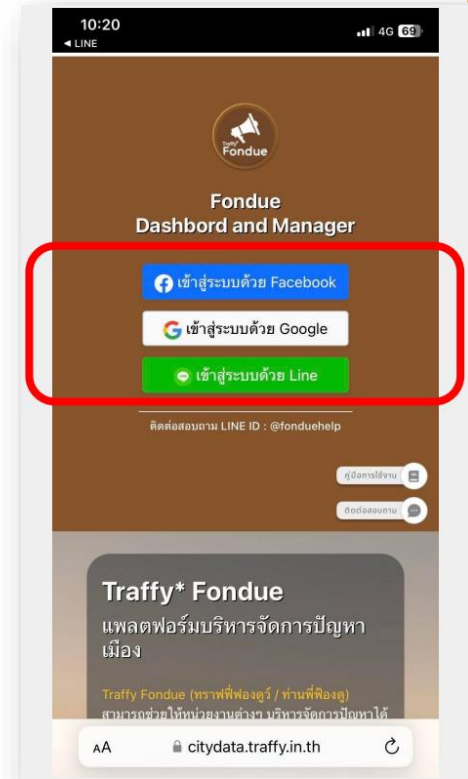 10:20
4G 69
◄ LINE
Traffy*
Fondue
Fondue
Dashbord and Manager
เข้าสู่ระบบด้วย Facebook
เข้าสู่ระบบด้วย Google
เข้าสู่ระบบด้วย Line
ติดต่อสอบถาม LINE ID : @fonduehelp
คู่มือการใช้งาน
ติดต่อสอบถาม
Traffy* Fondue
แพลตฟอร์มบริหารจัดการปัญหา
เมือง
Traffy Fondue (ทราฟฟี่ฟองดูว์ / ท่านพี่ฟ้องดู)
สามารถช่วยให้หน่วยงานต่างๆ บริหารจัดการปัญหาได้
AA
citydata.traffy.in.th